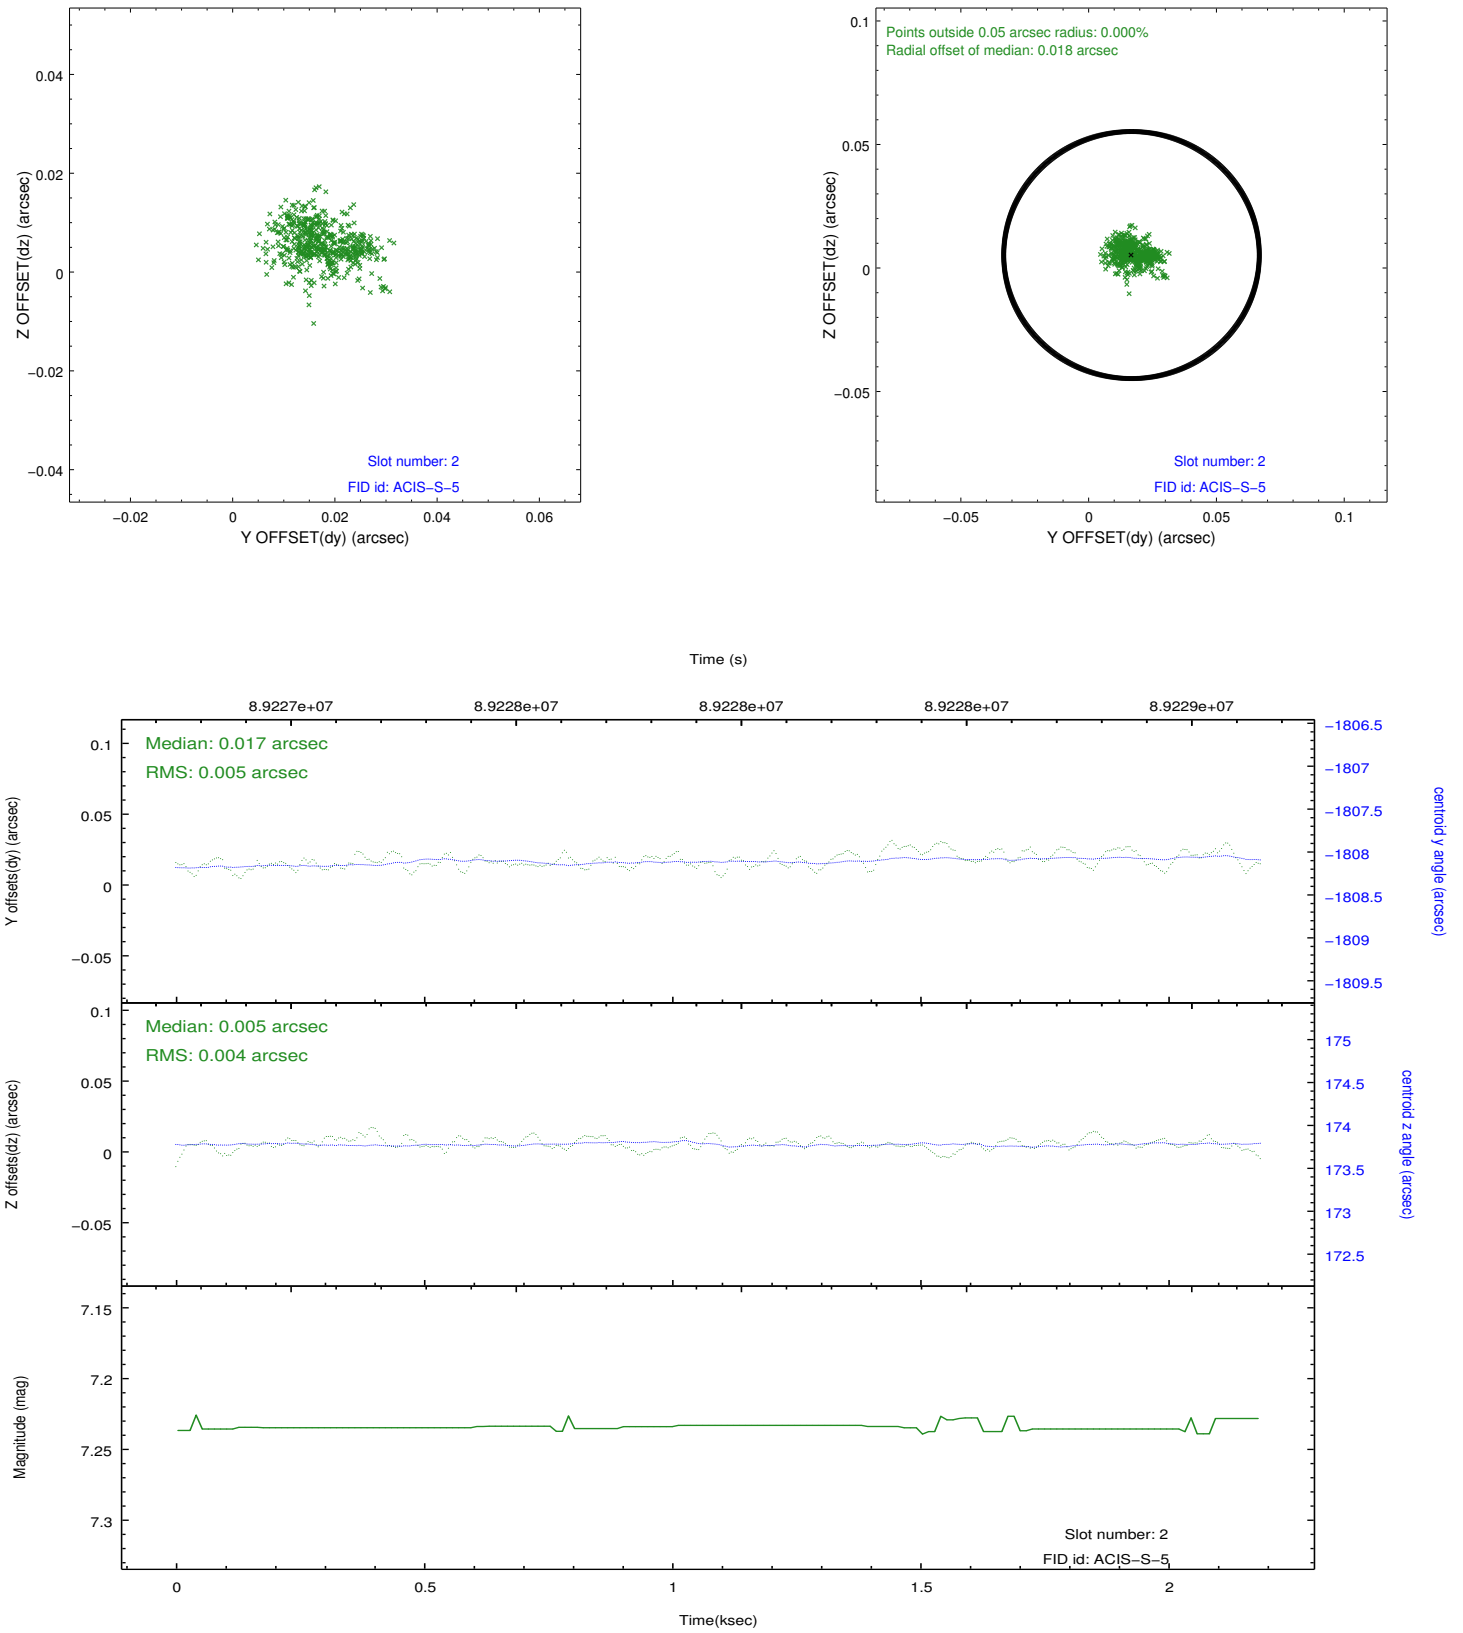 0.04
0.02
0
−0.02
−0.04
Z OFFSET(dz) (arcsec)
Slot number: 2
FID id: ACIS−S−5
−0.02 0 0.02 0.04 0.06
Y OFFSET(dy) (arcsec)
Points outside 0.05 arcsec radius: 0.000%
Radial offset of median: 0.018 arcsec
0.1
0.05
0
−0.05
Z OFFSET(dz) (arcsec)
Slot number: 2
FID id: ACIS−S−5
−0.05 0 0.05 0.1
Y OFFSET(dy) (arcsec)
Time (s)
8.9227e+07 8.9228e+07 8.9228e+07 8.9228e+07 8.9229e+07
Median: 0.017 arcsec
RMS: 0.005 arcsec
0.1
0.05
0
−0.05
Y offsets(dy) (arcsec)
−1806.5
−1807
−1807.5
−1808
−1808.5
−1809
−1809.5
centroid y angle (arcsec)
Median: 0.005 arcsec
RMS: 0.004 arcsec
0.1
0.05
0
−0.05
Z offsets(dz) (arcsec)
175
174.5
174
173.5
173
172.5
centroid z angle (arcsec)
7.15
7.2
7.25
7.3
Magnitude (mag)
Slot number: 2
FID id: ACIS−S−5
0 0.5 1 1.5 2
Time(ksec)